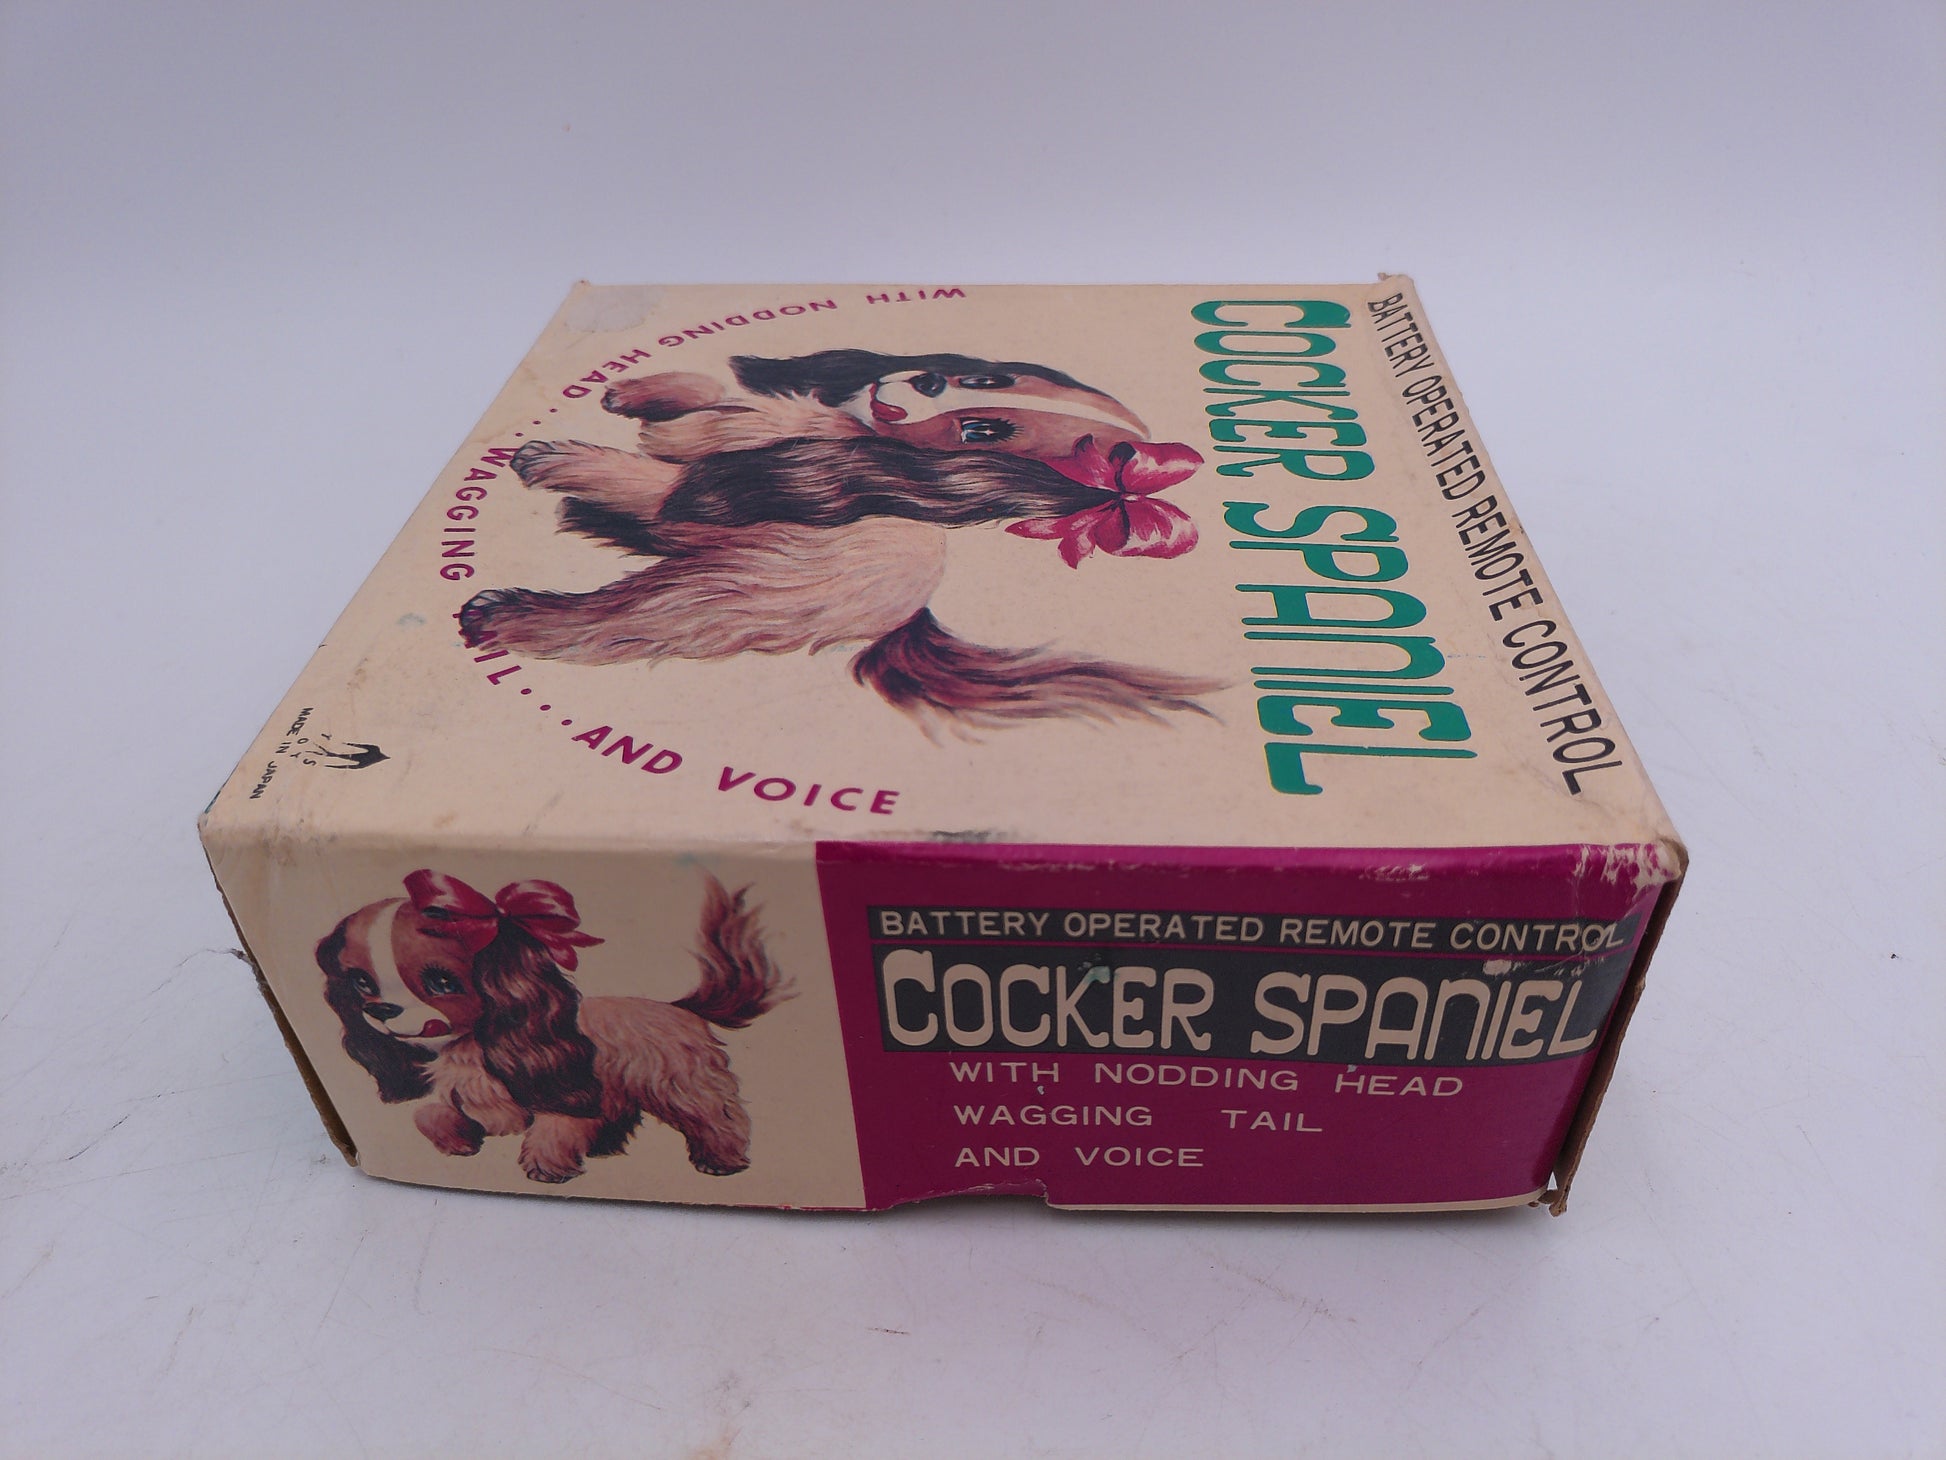 BATTERY OPERATED REMOTE CONTROL
COCKER SPANIEL
WITH NODDING HEAD... WAGGING TAIL... AND VOICE
TOYS
MADE IN JAPAN
BATTERY OPERATED REMOTE CONTROL
COCKER SPANIEL
WITH NODDING HEAD
WAGGING TAIL
AND VOICE